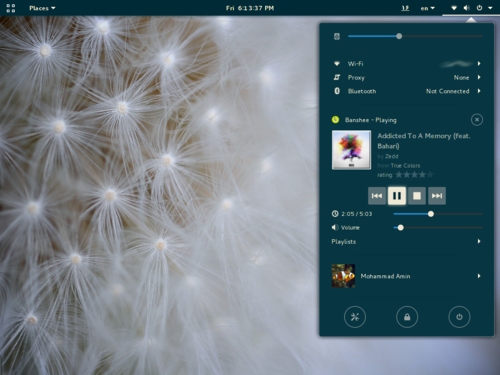 Places
Fri 6:13:37 PM
en
Wi-Fi
Proxy None
Bluetooth Not Connected
Banshee - Playing
Addicted To A Memory (feat. Bahari)
by Zedd
from True Colors
rating
2:05 / 5:03
Volume
Playlists
Mohammad Amin